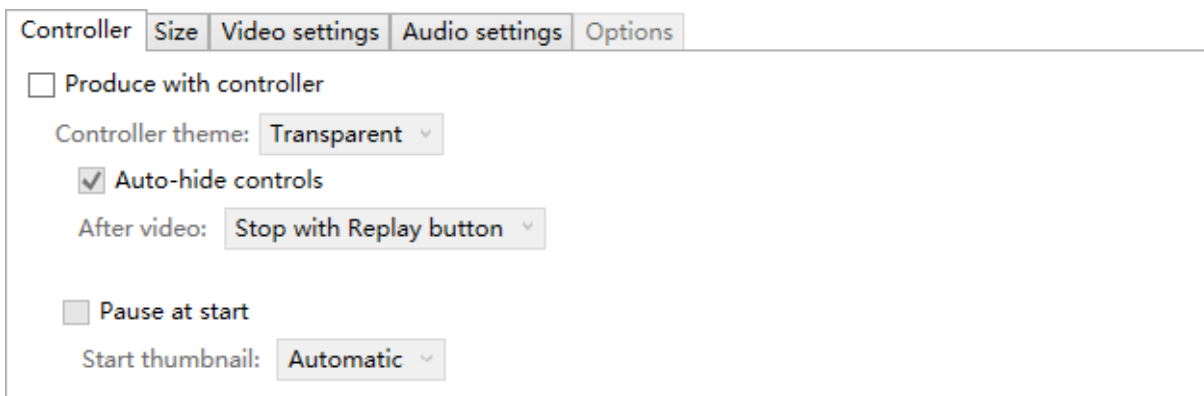 Controller Size Video settings Audio settings Options
Produce with controller
Controller theme: Transparent
Auto-hide controls
After video: Stop with Replay button
Pause at start
Start thumbnail: Automatic